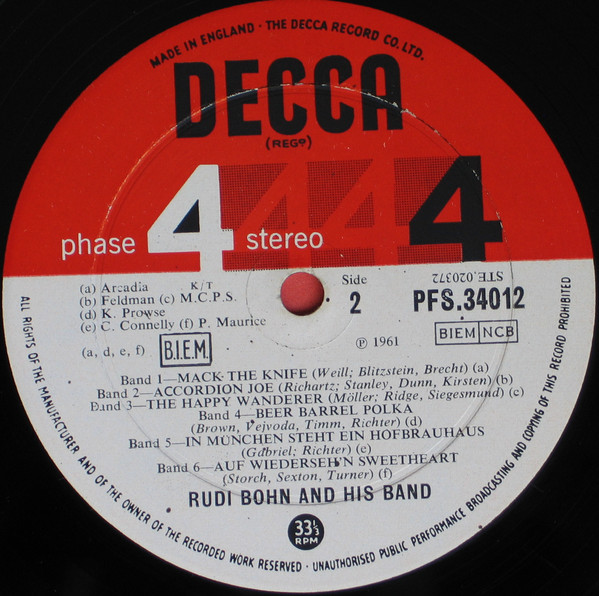 MADE IN ENGLAND · THE DECCA RECORD CO. LTD.
DECCA
(REGD)
phase 4 stereo 4 4 4
(a) Arcadia K/T
(b) Feldman (c) M.C.P.S.
(d) K. Prowse
(e) C. Connelly (f) P. Maurice
(a, d, e, f) B.I.E.M.
Side
2
STE.020372
PFS.34012
℗ 1961
BIEM NCB
Band 1—MACK THE KNIFE (Weill; Blitzstein, Brecht) (a)
Band 2—ACCORDION JOE (Richartz; Stanley, Dunn, Kirsten) (b)
Band 3—THE HAPPY WANDERER (Möller; Ridge, Siegesmund) (c)
Band 4—BEER BARREL POLKA
(Brown, Vejvoda, Timm, Richter) (d)
Band 5—IN MÜNCHEN STEHT EIN HOFBRAUHAUS
(Gabriel; Richter) (e)
Band 6—AUF WIEDERSEH'N SWEETHEART
(Storch, Sexton, Turner) (f)
RUDI BOHN AND HIS BAND
33⅓
RPM
ALL RIGHTS OF THE MANUFACTURER AND OF THE OWNER OF THE RECORDED WORK RESERVED · UNAUTHORISED PUBLIC PERFORMANCE BROADCASTING AND COPYING OF THIS RECORD PROHIBITED